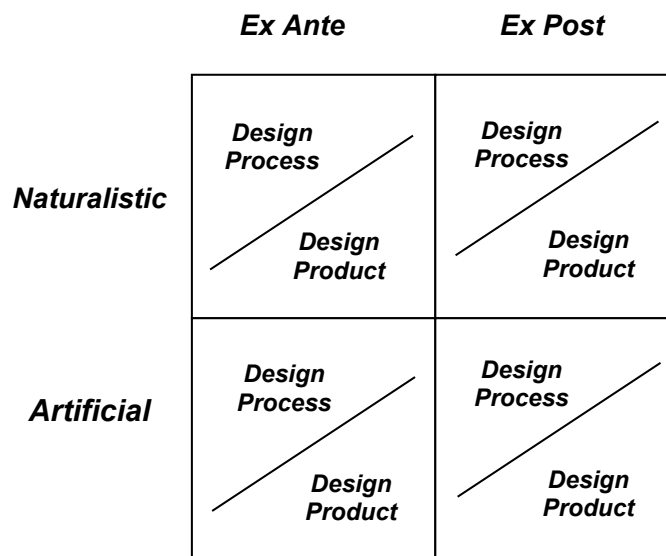 Ex Ante
Ex Post
Naturalistic
Design
Process
Design
Product
Design
Process
Design
Product
Artificial
Design
Process
Design
Product
Design
Process
Design
Product